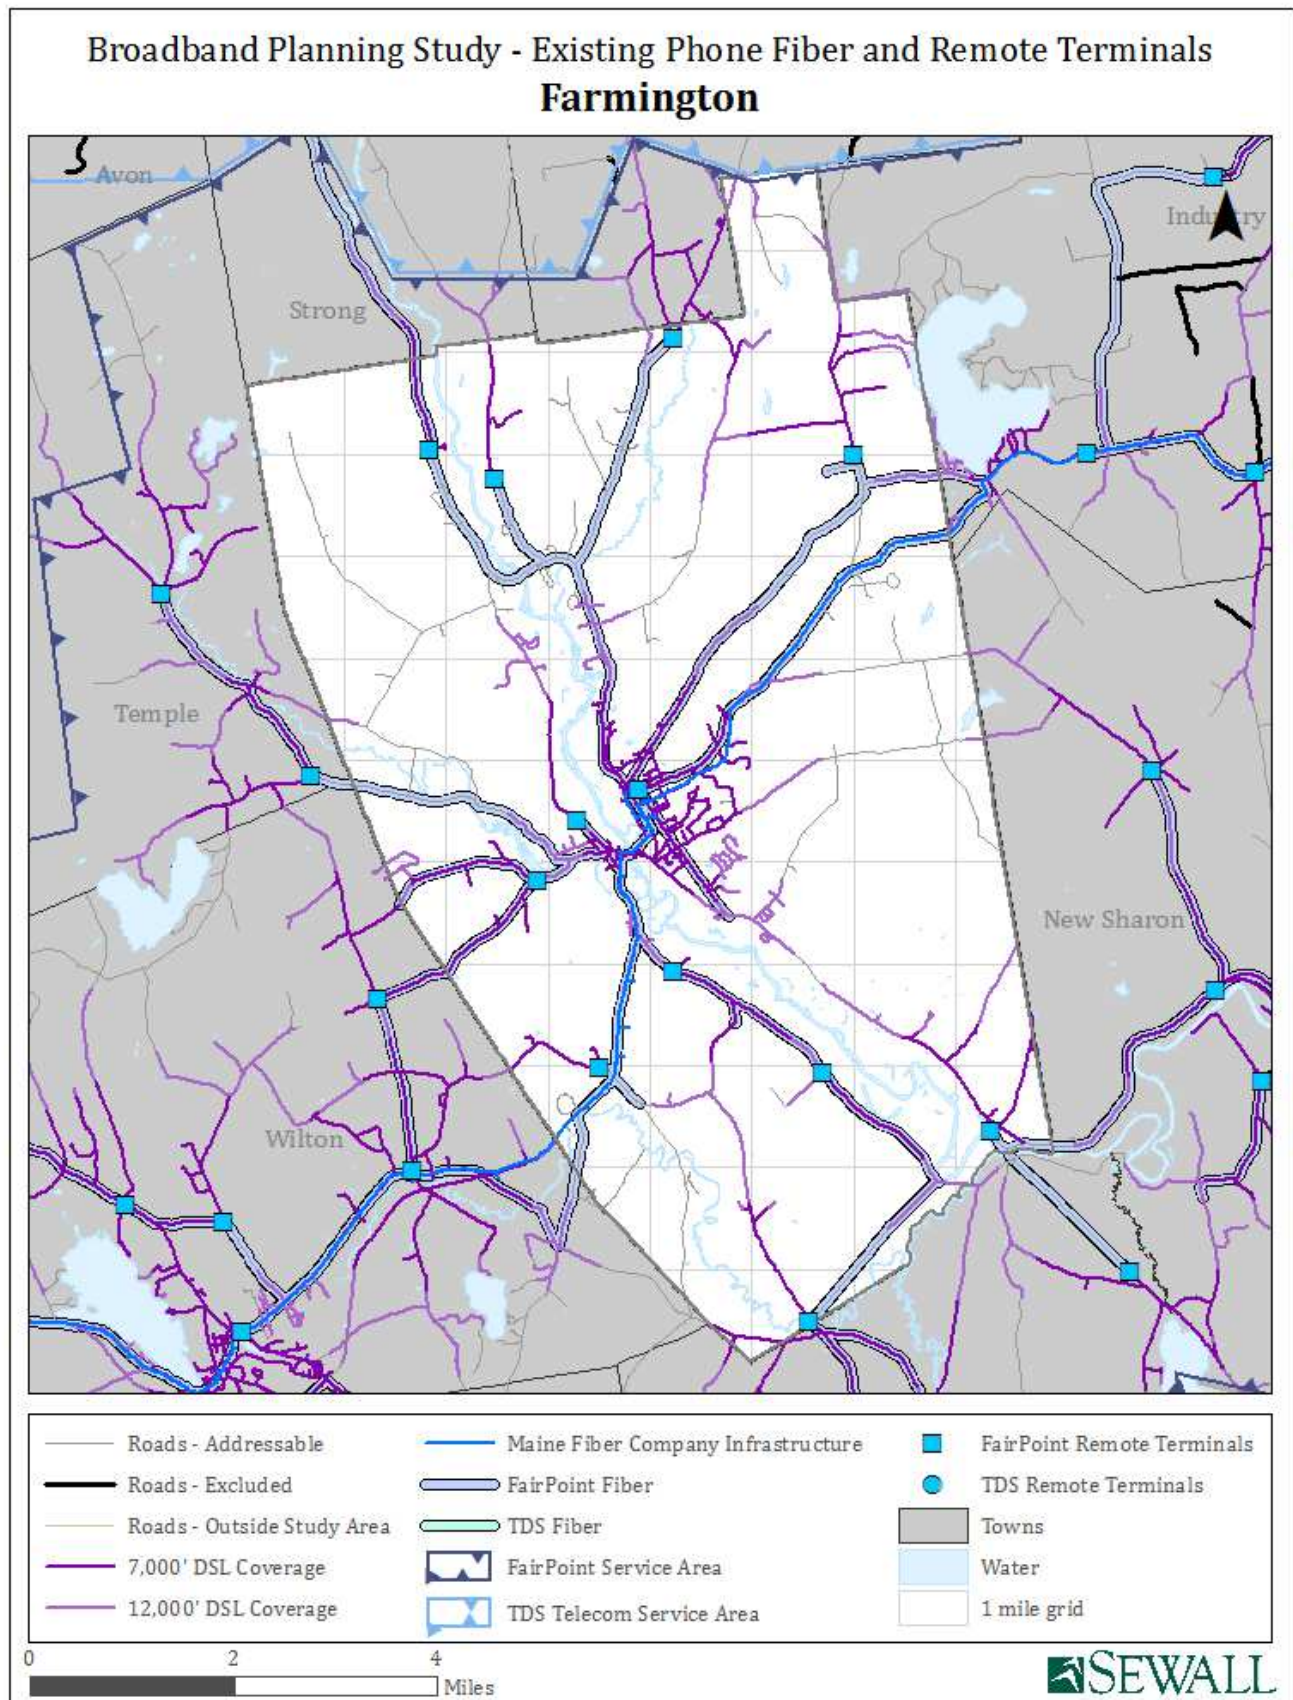 Broadband Planning Study - Existing Phone Fiber and Remote Terminals
Farmington
Avon
Industry
Strong
Temple
New Sharon
Wilton
Roads - Addressable
Roads - Excluded
Roads - Outside Study Area
7,000' DSL Coverage
12,000' DSL Coverage
Maine Fiber Company Infrastructure
FairPoint Fiber
TDS Fiber
FairPoint Service Area
TDS Telecom Service Area
FairPoint Remote Terminals
TDS Remote Terminals
Towns
Water
1 mile grid
0 2 4
Miles
SEWALL